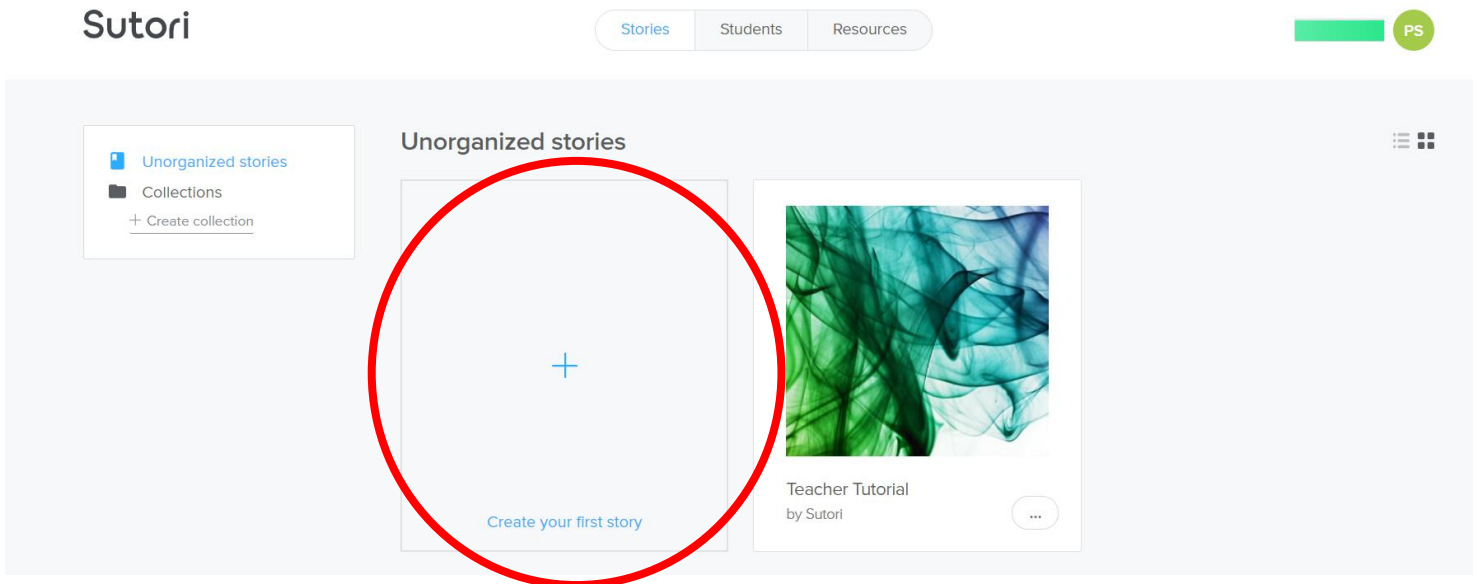 Sutori
Stories Students Resources
PS
Unorganized stories
Collections
+ Create collection
Unorganized stories
+
Create your first story
Teacher Tutorial
by Sutori
...